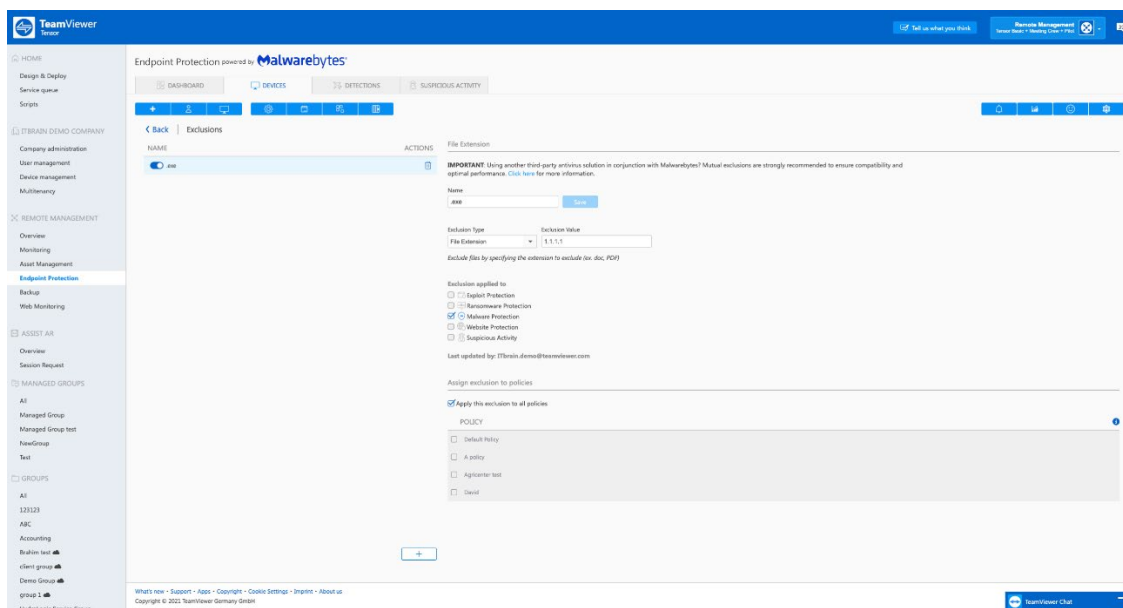 TeamViewer
Tensor
Tell us what you think
Remote Management
Tensor Basic • Meeting Crew • Pilot
HOME
Design & Deploy
Service queue
Scripts
ITBRAIN DEMO COMPANY
Company administration
User management
Device management
Multitenancy
REMOTE MANAGEMENT
Overview
Monitoring
Asset Management
Endpoint Protection
Backup
Web Monitoring
ASSIST AR
Overview
Session Request
MANAGED GROUPS
All
Managed Group
Managed Group test
NewGroup
Test
GROUPS
All
123123
ABC
Accounting
Brahim test
client group
Demo Group
group 1
Endpoint Protection powered by Malwarebytes
DASHBOARD DEVICES DETECTIONS SUSPICIOUS ACTIVITY
Back | Exclusions
NAME ACTIONS
.exe
File Extension
IMPORTANT: Using another third-party antivirus solution in conjunction with Malwarebytes? Mutual exclusions are strongly recommended to ensure compatibility and
optimal performance. Click here for more information.
Name
.exe Save
Exclusion Type Exclusion Value
File Extension 1.1.1.1
Exclude files by specifying the extension to exclude (ex. doc, PDF)
Exclusion applied to
Exploit Protection
Ransomware Protection
Malware Protection
Website Protection
Suspicious Activity
Last updated by: ITbrain.demo@teamviewer.com
Assign exclusion to policies
Apply this exclusion to all policies
POLICY
Default Policy
A policy
Agilcenter test
David
What's new • Support • Apps • Copyright • Cookie Settings • Imprint • About us
Copyright © 2021 TeamViewer Germany GmbH
TeamViewer Chat